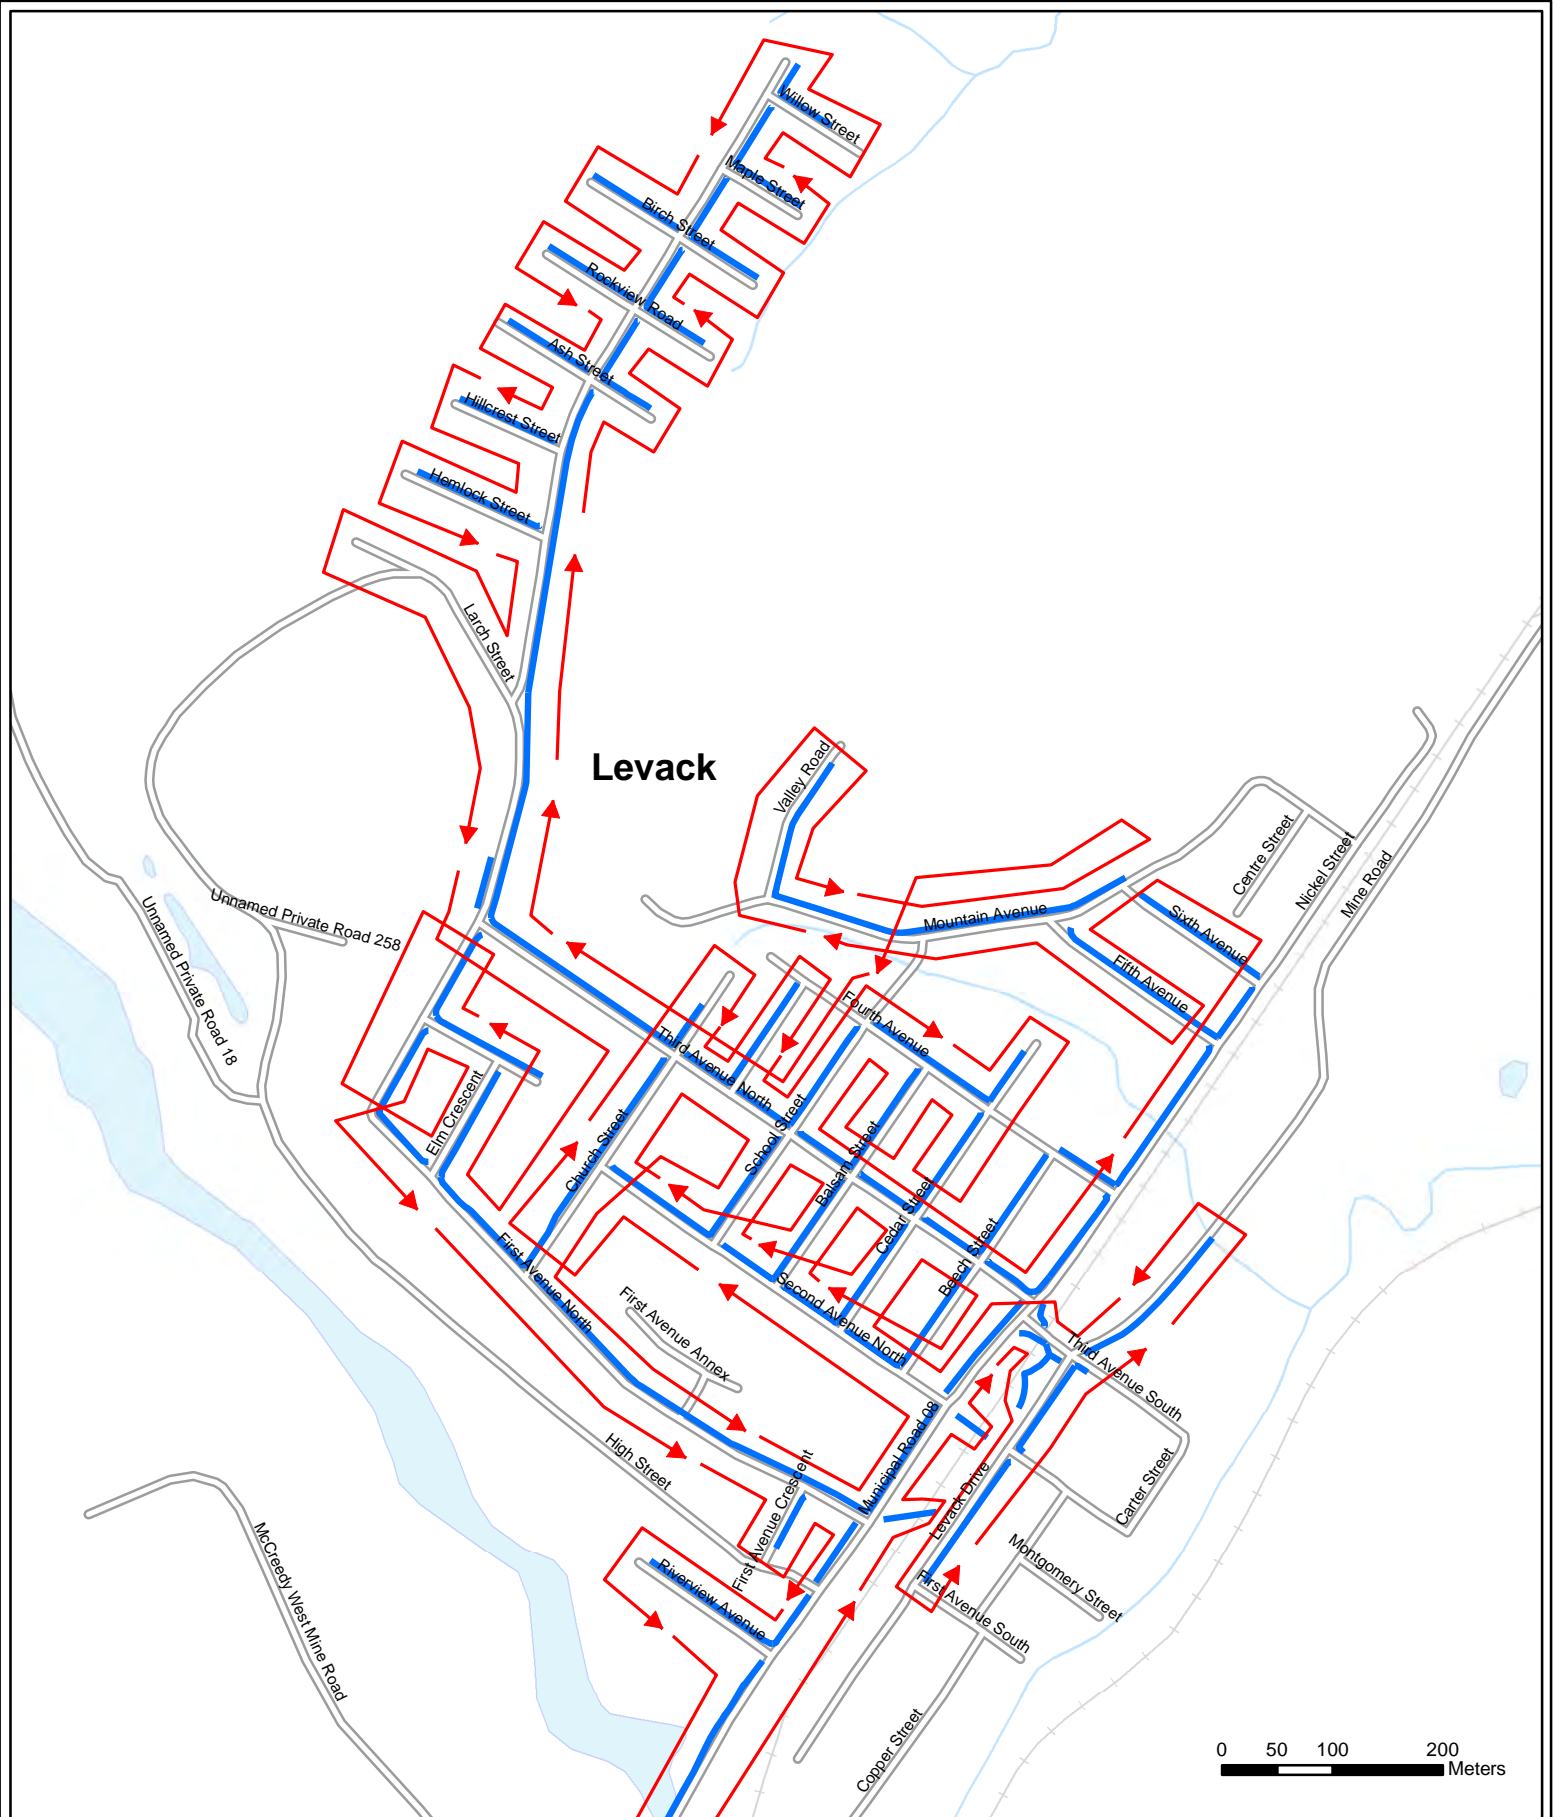 Willow Street
Maple Street
Birch Street
Rockview Road
Ash Street
Hillcrest Street
Hemlock Street
Larch Street
Levack
Valley Road
Centre Street
Nickel Street
Mine Road
Unnamed Private Road 258
Unnamed Private Road 18
Mountain Avenue
Sixth Avenue
Fifth Avenue
Fourth Avenue
Third Avenue North
School Street
Elm Crescent
Church Street
Balsam Street
Cedar Street
Beech Street
First Avenue North
Second Avenue North
First Avenue Annex
Third Avenue South
Municipal Road 08
High Street
First Avenue Crescent
Levack Drive
Carter Street
Montgomery Street
First Avenue South
Riverview Avenue
McCreedy West Mine Road
Copper Street
0 50 100 200
Meters